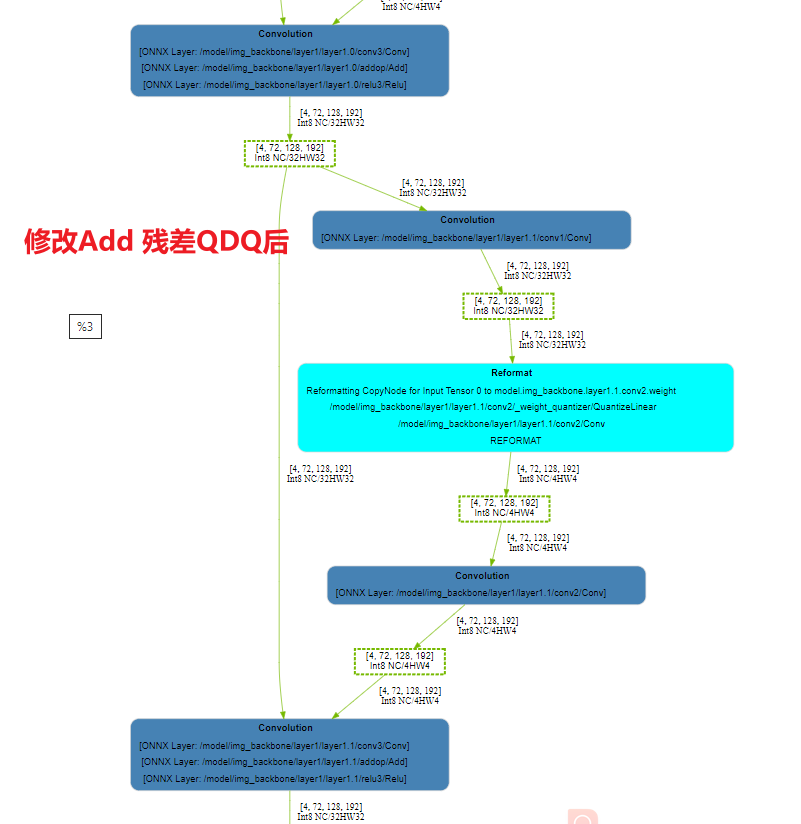 Int8 NC/4HW4
Convolution
[ONNX Layer: /model/img_backbone/layer1/layer1.0/conv3/Conv]
[ONNX Layer: /model/img_backbone/layer1/layer1.0/addop/Add]
[ONNX Layer: /model/img_backbone/layer1/layer1.0/relu3/Relu]
[4, 72, 128, 192]
Int8 NC/32HW32
[4, 72, 128, 192]
Int8 NC/32HW32
[4, 72, 128, 192]
Int8 NC/32HW32
Convolution
[ONNX Layer: /model/img_backbone/layer1/layer1.1/conv1/Conv]
修改Add 残差QDQ后
[4, 72, 128, 192]
Int8 NC/32HW32
[4, 72, 128, 192]
Int8 NC/32HW32
%3
[4, 72, 128, 192]
Int8 NC/32HW32
Reformat
Reformatting CopyNode for Input Tensor 0 to model.img_backbone.layer1.1.conv2.weight
/model/img_backbone/layer1/layer1.1/conv2/_weight_quantizer/QuantizeLinear
/model/img_backbone/layer1/layer1.1/conv2/Conv
REFORMAT
[4, 72, 128, 192]
Int8 NC/32HW32
[4, 72, 128, 192]
Int8 NC/4HW4
[4, 72, 128, 192]
Int8 NC/4HW4
[4, 72, 128, 192]
Int8 NC/4HW4
Convolution
[ONNX Layer: /model/img_backbone/layer1/layer1.1/conv2/Conv]
[4, 72, 128, 192]
Int8 NC/4HW4
[4, 72, 128, 192]
Int8 NC/4HW4
[4, 72, 128, 192]
Int8 NC/4HW4
Convolution
[ONNX Layer: /model/img_backbone/layer1/layer1.1/conv3/Conv]
[ONNX Layer: /model/img_backbone/layer1/layer1.1/addop/Add]
[ONNX Layer: /model/img_backbone/layer1/layer1.1/relu3/Relu]
[4, 72, 128, 192]
Int8 NC/32HW32